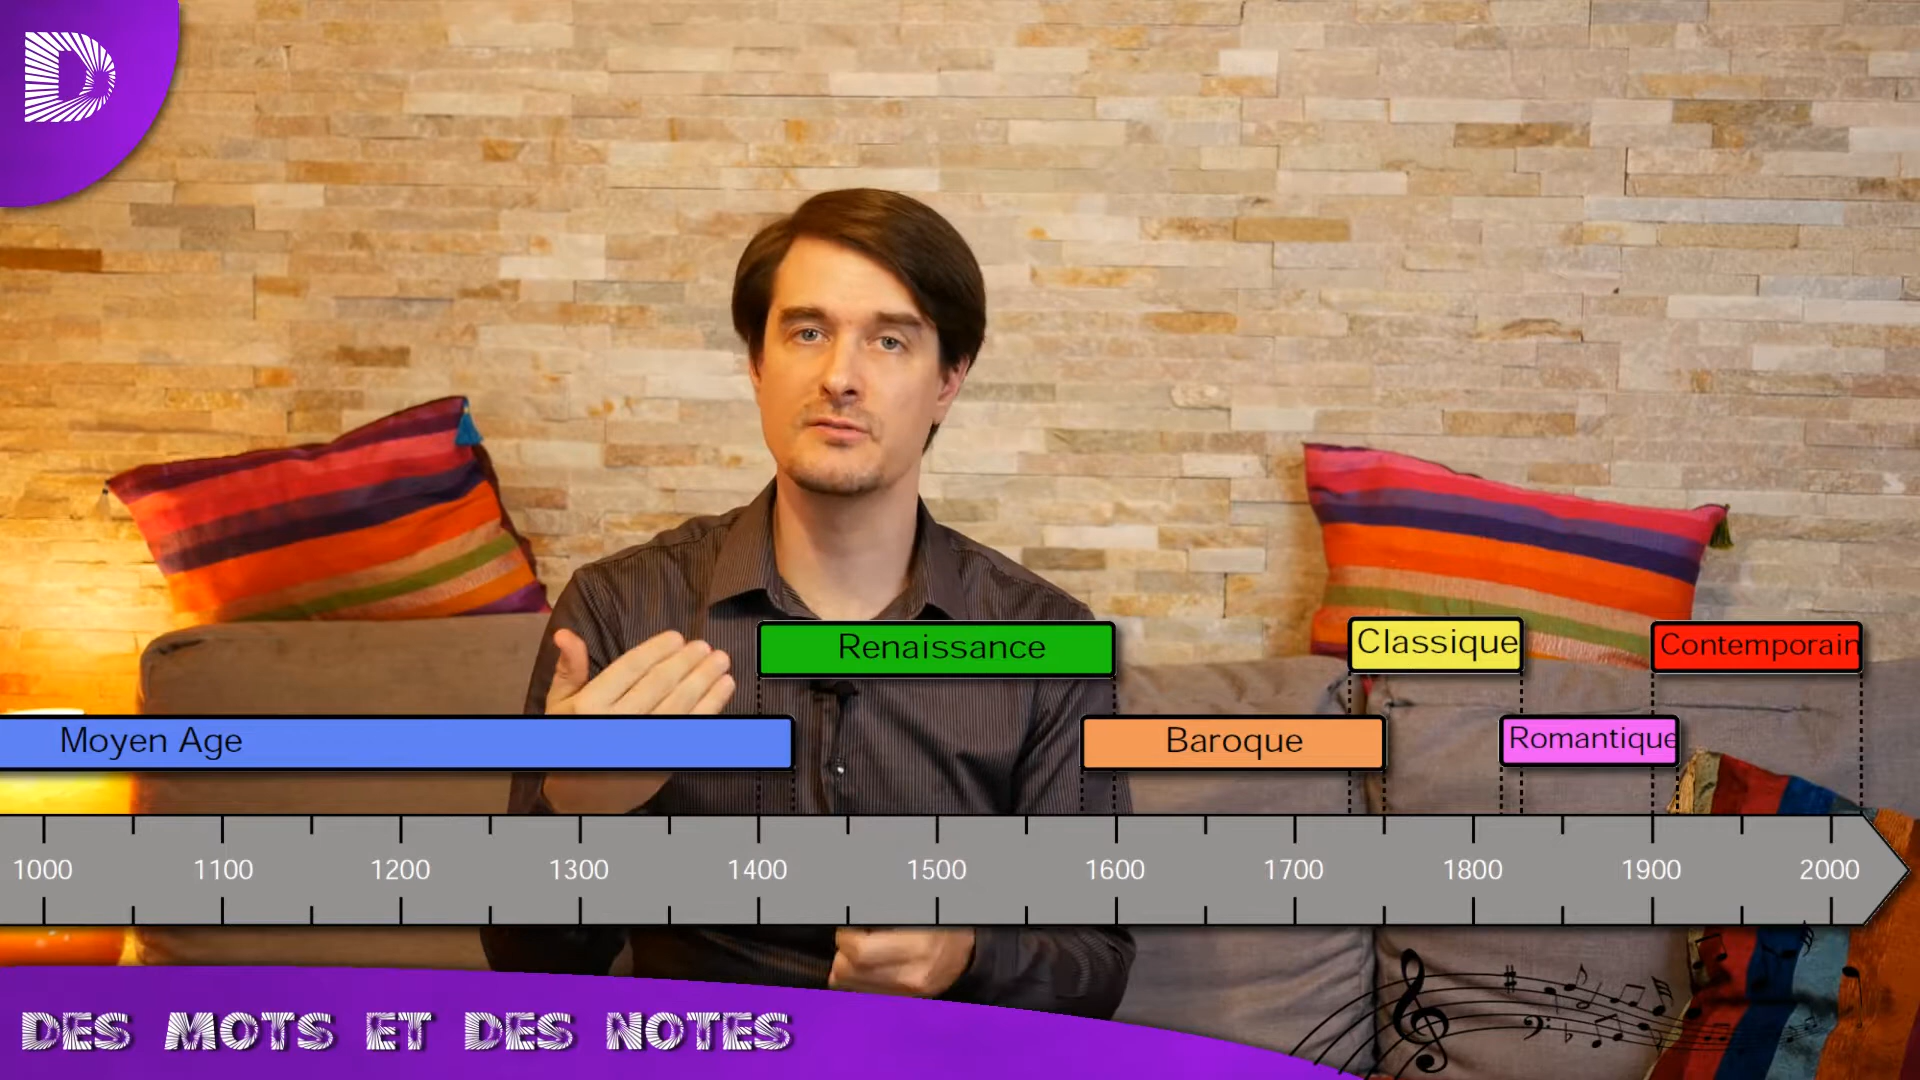 D
Renaissance
Classique
Contemporain
Moyen Age
Baroque
Romantique
1000 1100 1200 1300 1400 1500 1600 1700 1800 1900 2000
DES MOTS ET DES NOTES